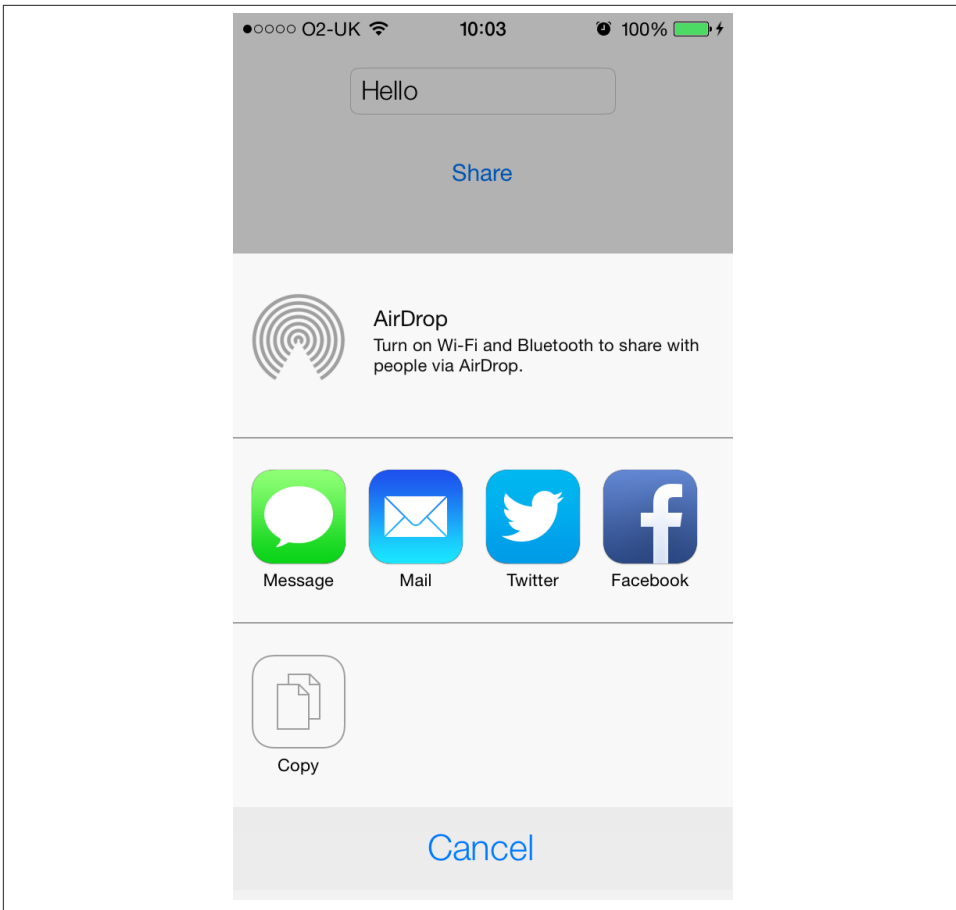 O2-UK 10:03 100%
Hello
Share
AirDrop
Turn on Wi-Fi and Bluetooth to share with
people via AirDrop.
Message Mail Twitter Facebook
Copy
Cancel